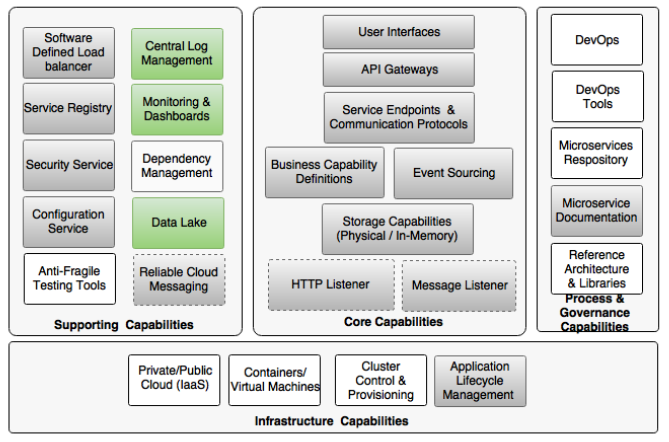 Software
Defined Load
balancer
Central Log
Management
Service Registry
Monitoring &
Dashboards
Security Service
Dependency
Management
Configuration
Service
Data Lake
Anti-Fragile
Testing Tools
Reliable Cloud
Messaging
Supporting Capabilities
User Interfaces
API Gateways
Service Endpoints &
Communication Protocols
Business Capability
Definitions
Event Sourcing
Storage Capabilities
(Physical / In-Memory)
HTTP Listener
Message Listener
Core Capabilities
DevOps
DevOps
Tools
Microservices
Respository
Microservice
Documentation
Reference
Architecture
& Libraries
Process &
Governance
Capabilities
Private/Public
Cloud (IaaS)
Containers/
Virtual Machines
Cluster
Control &
Provisioning
Application
Lifecycle
Management
Infrastructure Capabilities